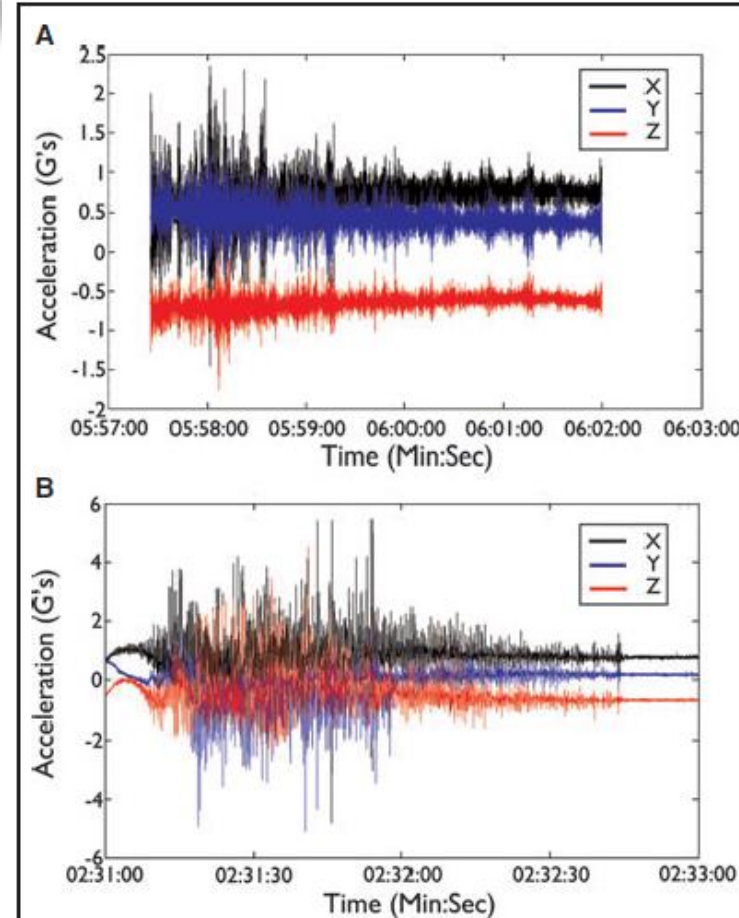 A
2.5
2
1.5
1
0.5
0
-0.5
-1
-1.5
-2
Acceleration (G's)
X
Y
Z
05:57:00 05:58:00 05:59:00 06:00:00 06:01:00 06:02:00 06:03:00
Time (Min:Sec)
B
6
4
2
0
-2
-4
-6
Acceleration (G's)
X
Y
Z
02:31:00 02:31:30 02:32:00 02:32:30 02:33:00
Time (Min:Sec)